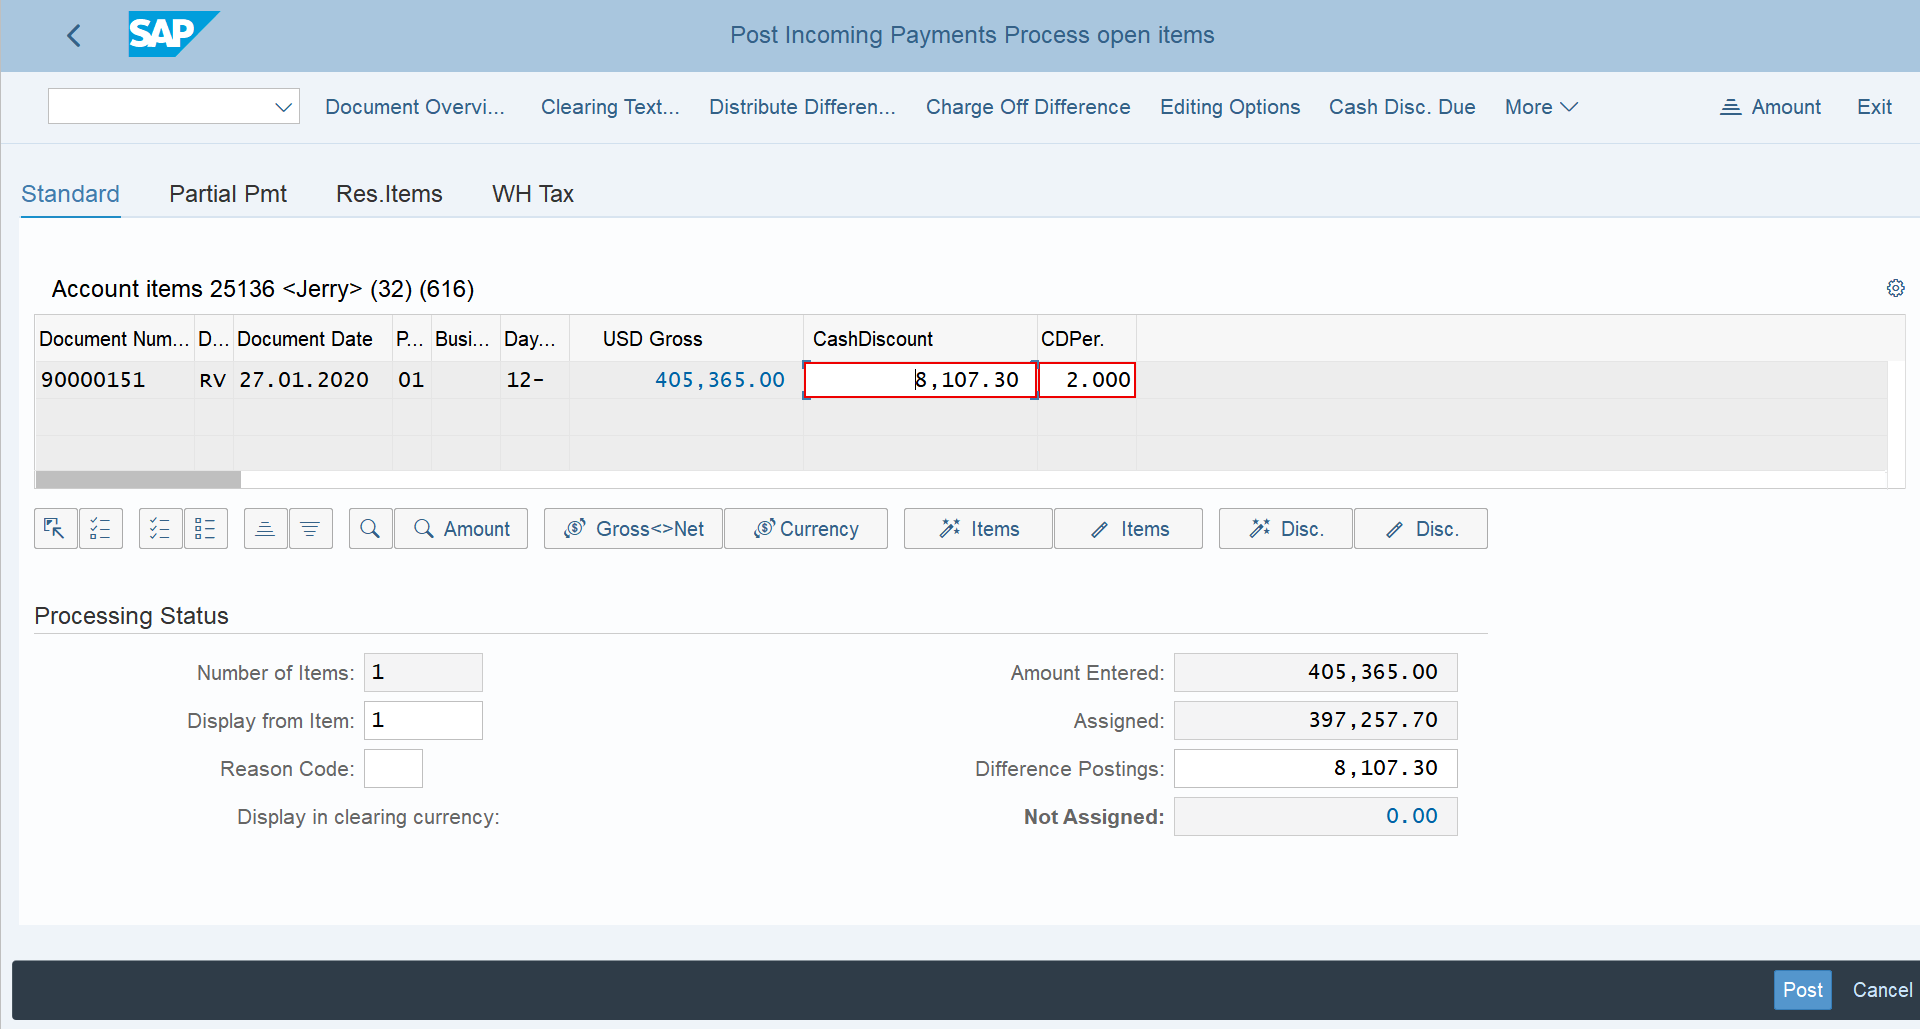 SAP
Post Incoming Payments Process open items
Document Overvi... Clearing Text... Distribute Differen... Charge Off Difference Editing Options Cash Disc. Due More Amount Exit
Standard Partial Pmt Res.Items WH Tax
Account items 25136 <Jerry> (32) (616)
Document Num... D... Document Date P... Busi... Day... USD Gross CashDiscount CDPer.
90000151 RV 27.01.2020 01 12- 405,365.00 8,107.30 2.000
Amount Gross<>Net Currency Items Items Disc. Disc.
Processing Status
Number of Items: 1 Amount Entered: 405,365.00
Display from Item: 1 Assigned: 397,257.70
Reason Code: Difference Postings: 8,107.30
Display in clearing currency: Not Assigned: 0.00
Post Cancel